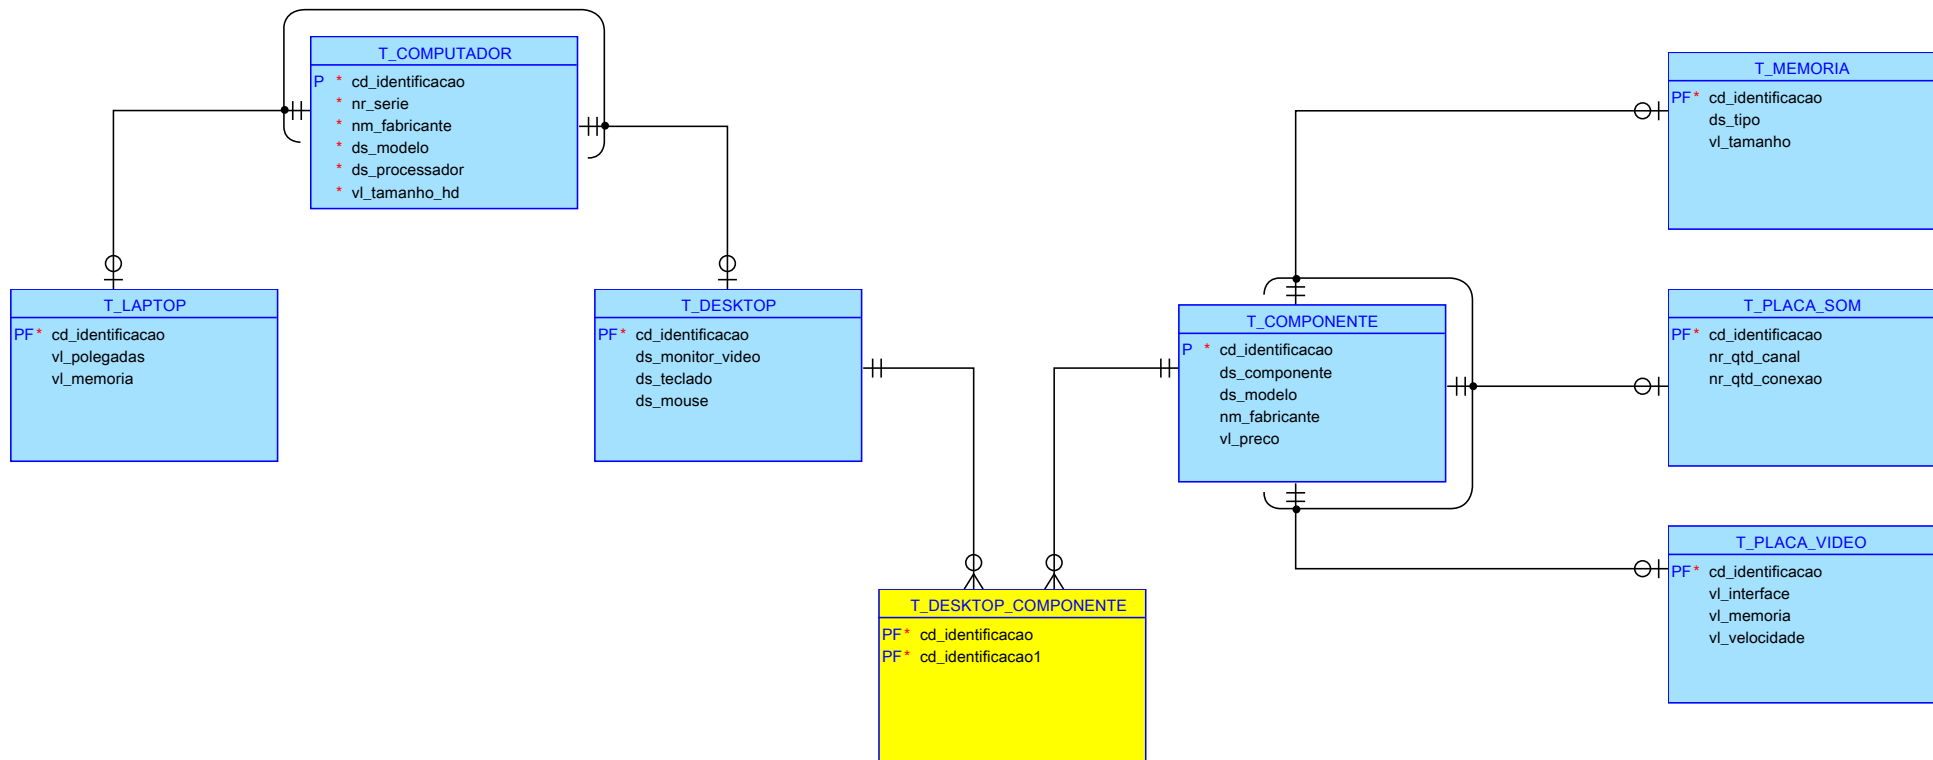 T_COMPUTADOR
P * cd_identificacao
* nr_serie
* nm_fabricante
* ds_modelo
* ds_processador
* vl_tamanho_hd
T_LAPTOP
PF* cd_identificacao
vl_polegadas
vl_memoria
T_DESKTOP
PF* cd_identificacao
ds_monitor_video
ds_teclado
ds_mouse
T_DESKTOP_COMPONENTE
PF* cd_identificacao
PF* cd_identificacao1
T_COMPONENTE
P * cd_identificacao
ds_componente
ds_modelo
nm_fabricante
vl_preco
T_MEMORIA
PF* cd_identificacao
ds_tipo
vl_tamanho
T_PLACA_SOM
PF* cd_identificacao
nr_qtd_canal
nr_qtd_conexao
T_PLACA_VIDEO
PF* cd_identificacao
vl_interface
vl_memoria
vl_velocidade